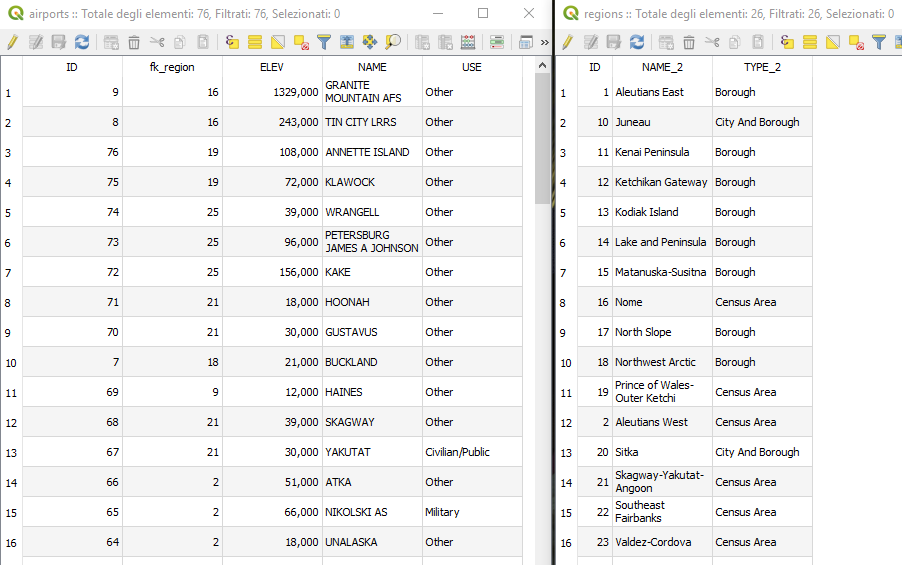 airports :: Totale degli elementi: 76, Filtrati: 76, Selezionati: 0
ID fk_region ELEV NAME USE
1 9 16 1329,000 GRANITE MOUNTAIN AFS Other
2 8 16 243,000 TIN CITY LRRS Other
3 76 19 108,000 ANNETTE ISLAND Other
4 75 19 72,000 KLAWOCK Other
5 74 25 39,000 WRANGELL Other
6 73 25 96,000 PETERSBURG JAMES A JOHNSON Other
7 72 25 156,000 KAKE Other
8 71 21 18,000 HOONAH Other
9 70 21 30,000 GUSTAVUS Other
10 7 18 21,000 BUCKLAND Other
11 69 9 12,000 HAINES Other
12 68 21 39,000 SKAGWAY Other
13 67 21 30,000 YAKUTAT Civilian/Public
14 66 2 51,000 ATKA Other
15 65 2 66,000 NIKOLSKI AS Military
16 64 2 18,000 UNALASKA Other
regions :: Totale degli elementi: 26, Filtrati: 26, Selezionati: 0
ID NAME_2 TYPE_2
1 1 Aleutians East Borough
2 10 Juneau City And Borough
3 11 Kenai Peninsula Borough
4 12 Ketchikan Gateway Borough
5 13 Kodiak Island Borough
6 14 Lake and Peninsula Borough
7 15 Matanuska-Susitna Borough
8 16 Nome Census Area
9 17 North Slope Borough
10 18 Northwest Arctic Borough
11 19 Prince of Wales-Outer Ketchi Census Area
12 2 Aleutians West Census Area
13 20 Sitka City And Borough
14 21 Skagway-Yakutat-Angoon Census Area
15 22 Southeast Fairbanks Census Area
16 23 Valdez-Cordova Census Area